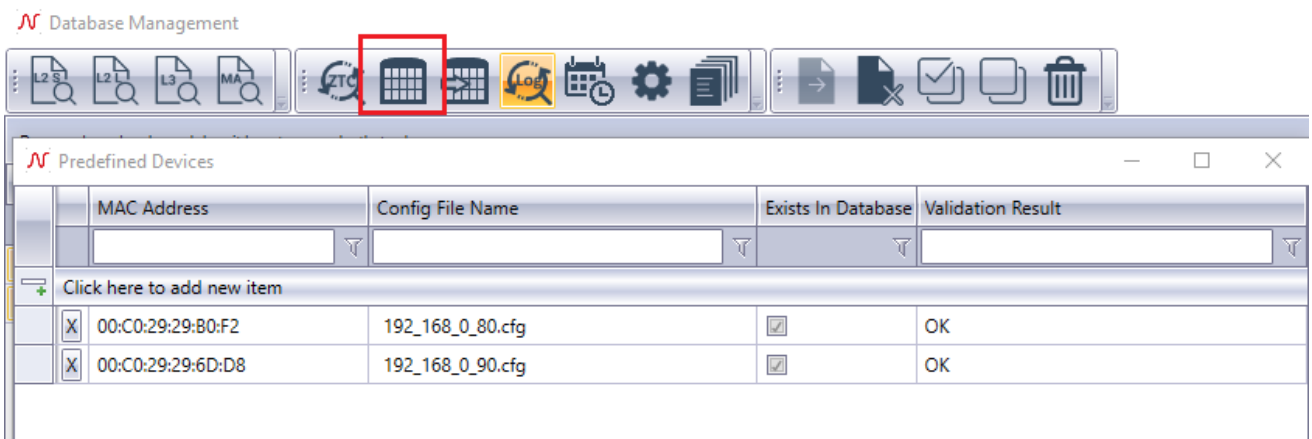 Database Management
L2 S L2 L L3 MA ZTC Log
Predefined Devices
MAC Address Config File Name Exists In Database Validation Result
Click here to add new item
X 00:C0:29:29:B0:F2 192_168_0_80.cfg OK
X 00:C0:29:29:6D:D8 192_168_0_90.cfg OK